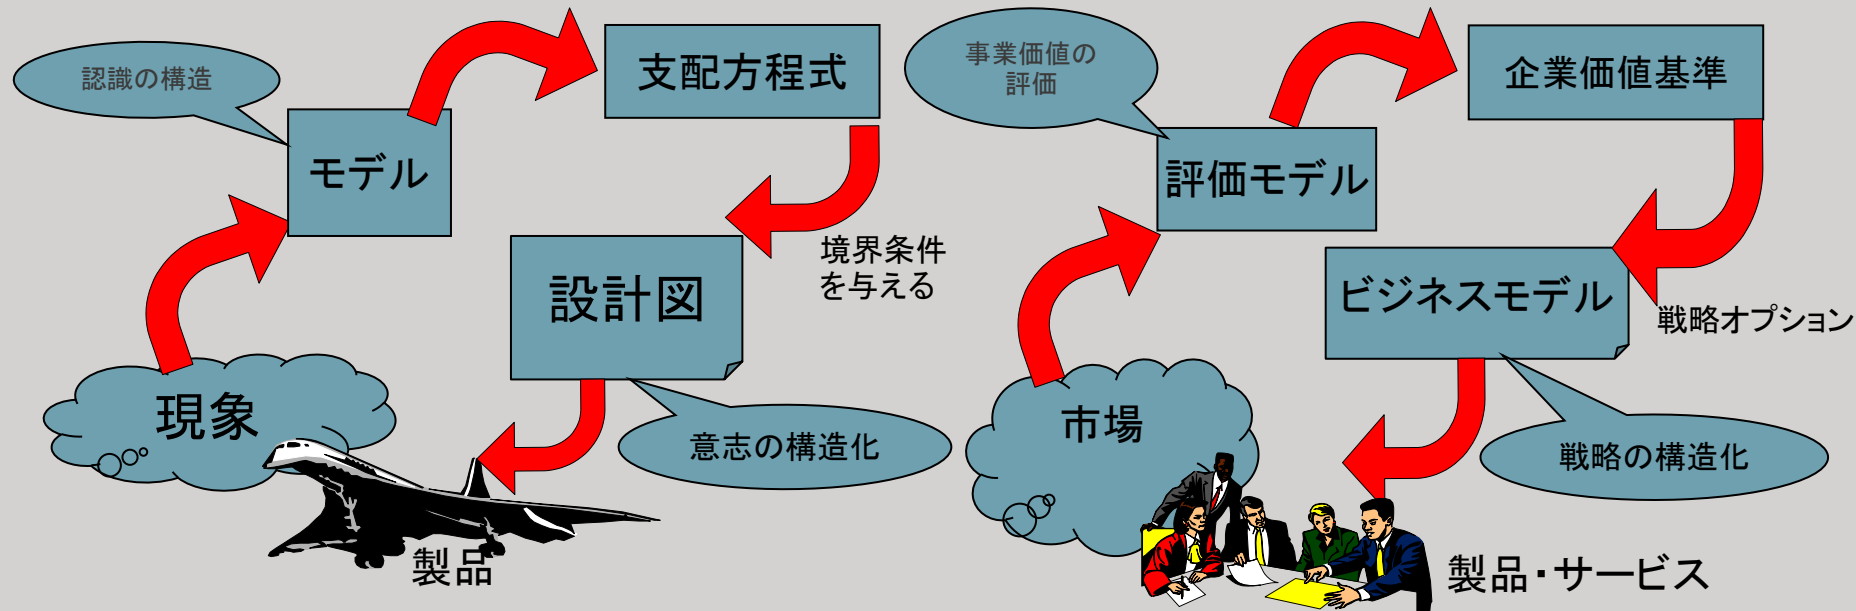 認識の構造
支配方程式
モデル
境界条件
を与える
設計図
現象
意志の構造化
製品
事業価値の
評価
企業価値基準
評価モデル
ビジネスモデル
戦略オプション
市場
戦略の構造化
製品・サービス